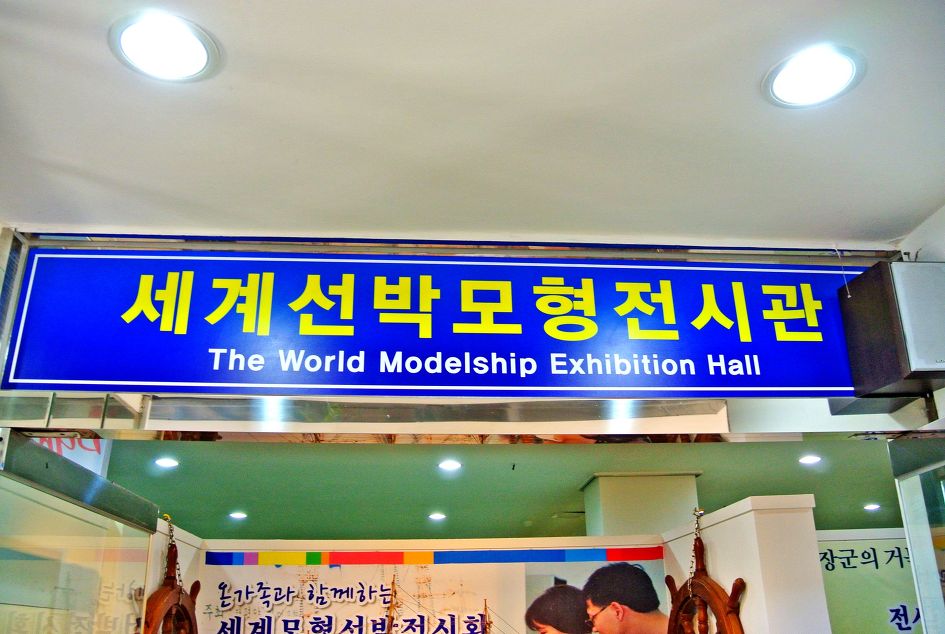 세계선박모형전시관
The World Modelship Exhibition Hall
온가족과 함께하는
세계모형선박전시회
장군의 거